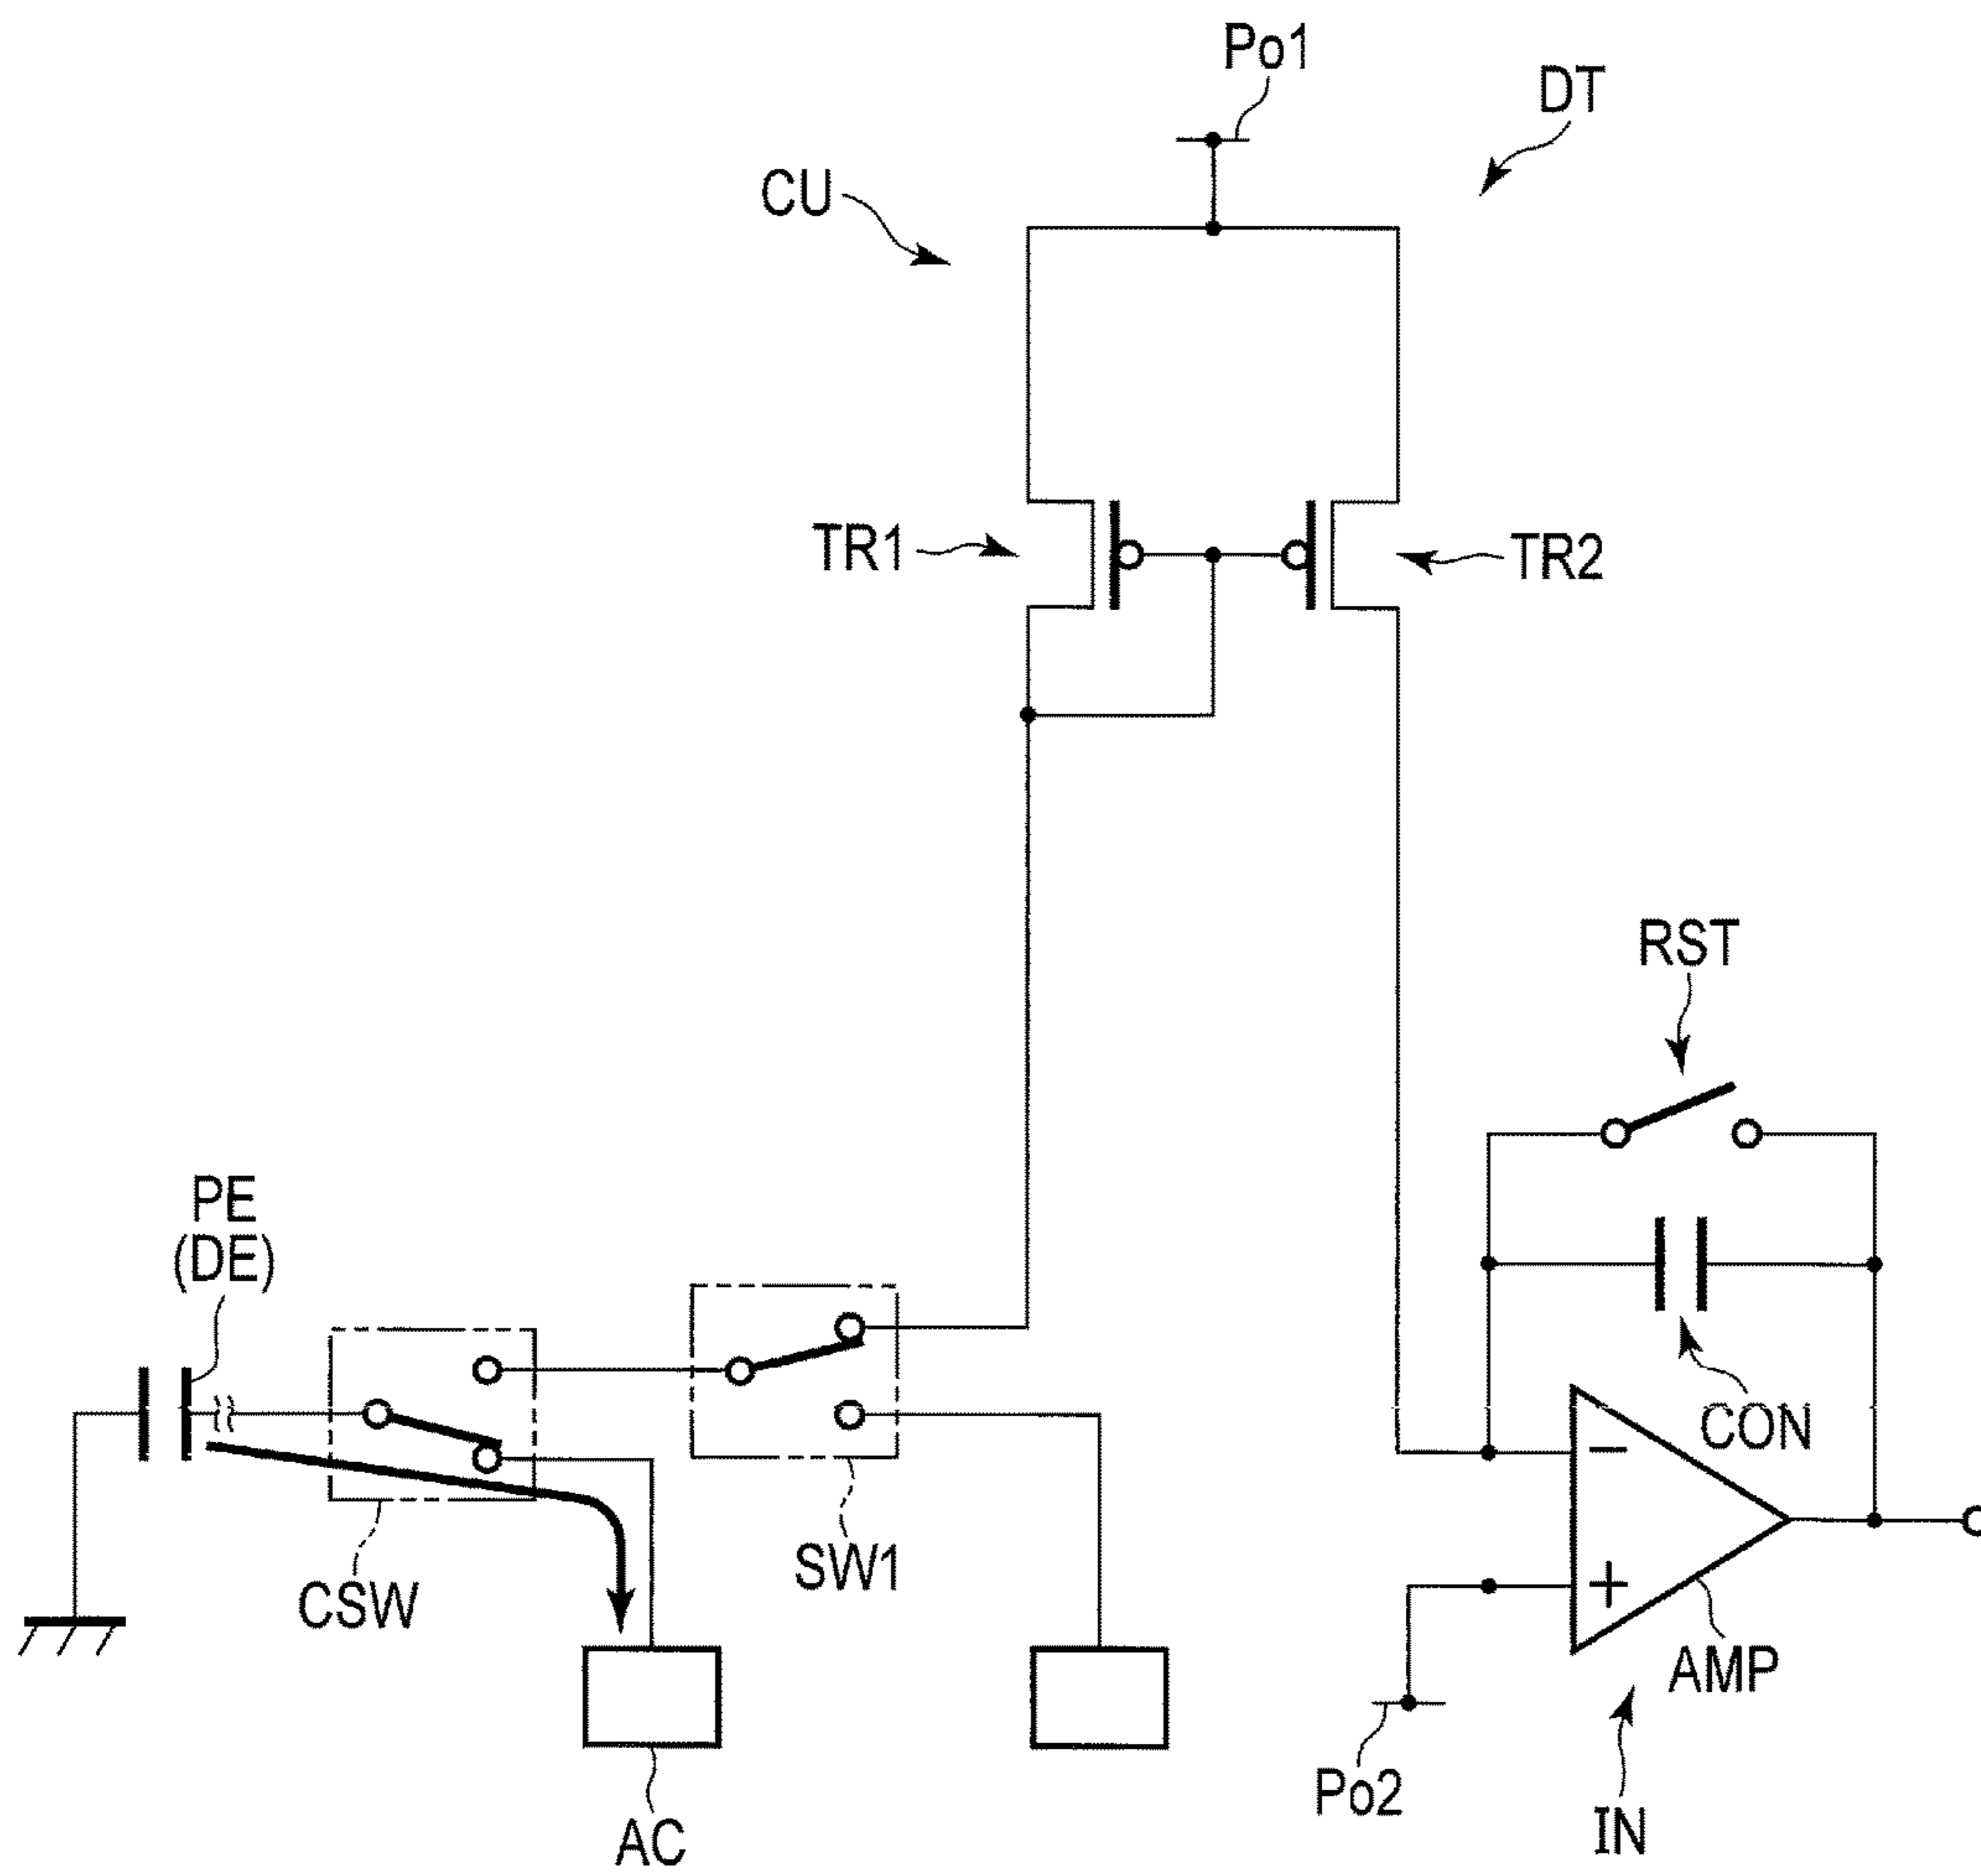 Po1
DT
CU
TR1
TR2
RST
PE
(DE)
CON
−
+
SW1
CSW
AMP
Po2
IN
AC